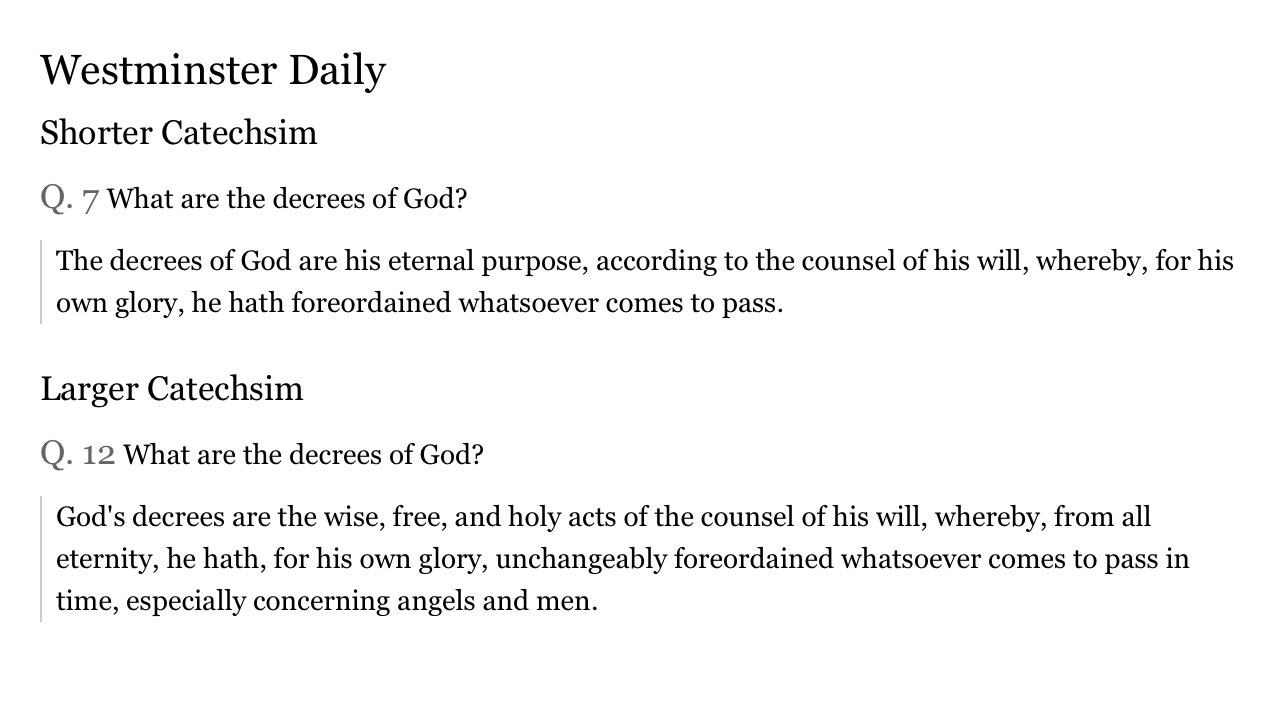 Westminster Daily
Shorter Catechsim
Q. 7 What are the decrees of God?
The decrees of God are his eternal purpose, according to the counsel of his will, whereby, for his
own glory, he hath foreordained whatsoever comes to pass.
Larger Catechsim
Q. 12 What are the decrees of God?
God's decrees are the wise, free, and holy acts of the counsel of his will, whereby, from all
eternity, he hath, for his own glory, unchangeably foreordained whatsoever comes to pass in
time, especially concerning angels and men.